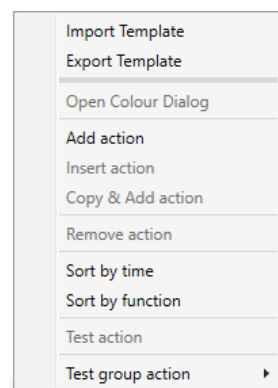 Import Template
Export Template
Open Colour Dialog
Add action
Insert action
Copy & Add action
Remove action
Sort by time
Sort by function
Test action
Test group action